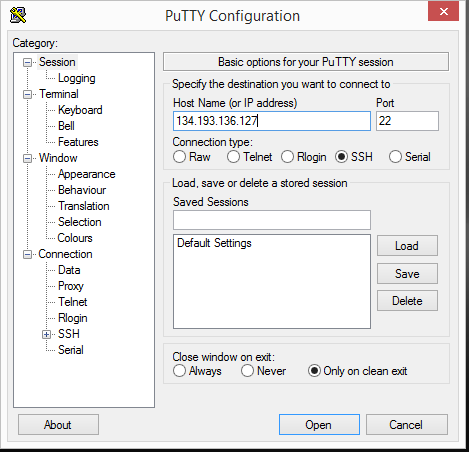 PuTTY Configuration
Category:
Session
Logging
Terminal
Keyboard
Bell
Features
Window
Appearance
Behaviour
Translation
Selection
Colours
Connection
Data
Proxy
Telnet
Rlogin
SSH
Serial
Basic options for your PuTTY session
Specify the destination you want to connect to
Host Name (or IP address) Port
134.193.136.127 22
Connection type:
Raw Telnet Rlogin SSH Serial
Load, save or delete a stored session
Saved Sessions
Default Settings
Load
Save
Delete
Close window on exit:
Always Never Only on clean exit
About Open Cancel